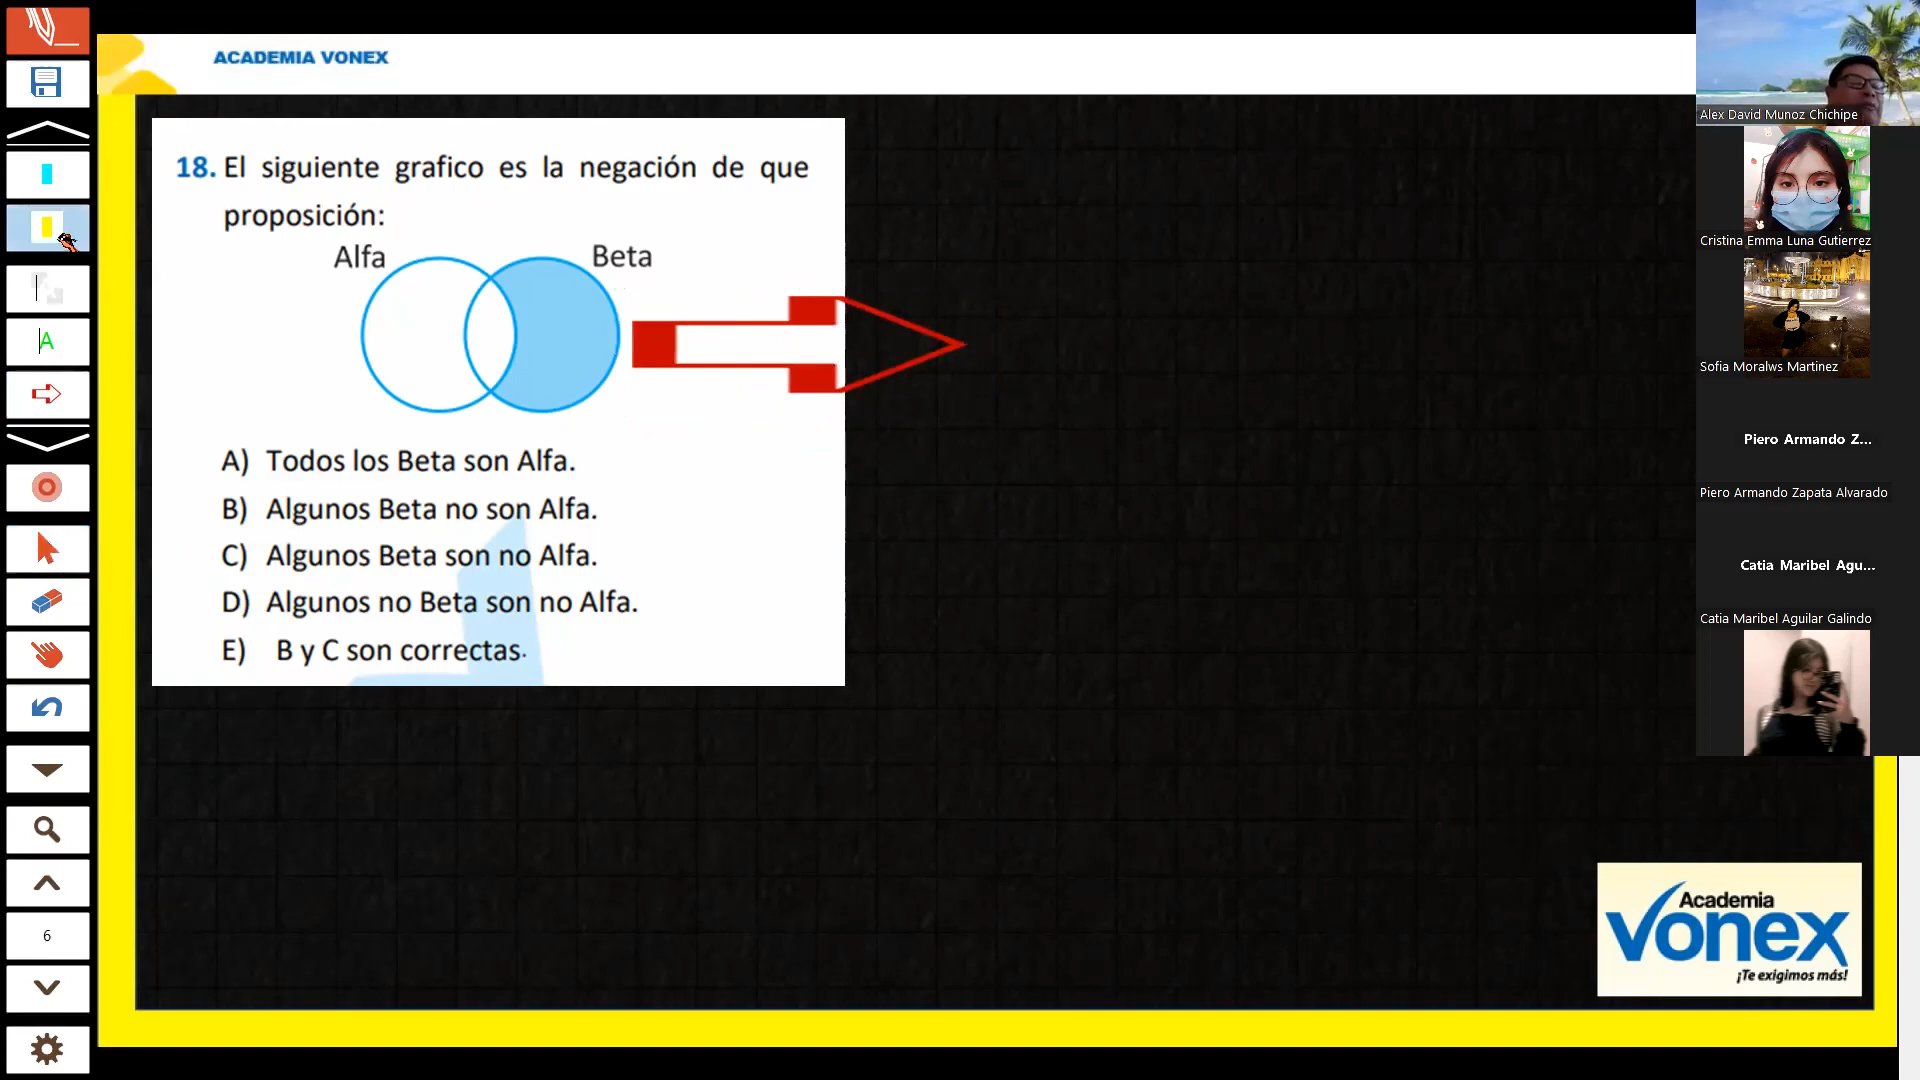 ACADEMIA VONEX
18. El siguiente grafico es la negación de que
proposición:
Alfa
Beta
A) Todos los Beta son Alfa.
B) Algunos Beta no son Alfa.
C) Algunos Beta son no Alfa.
D) Algunos no Beta son no Alfa.
E) B y C son correctas.
A
6
Alex David Munoz Chichipe
Cristina Emma Luna Gutierrez
Sofia Moralws Martinez
Piero Armando Z...
Piero Armando Zapata Alvarado
Catia Maribel Agu...
Catia Maribel Aguilar Galindo
Academia
vonex
¡Te exigimos más!